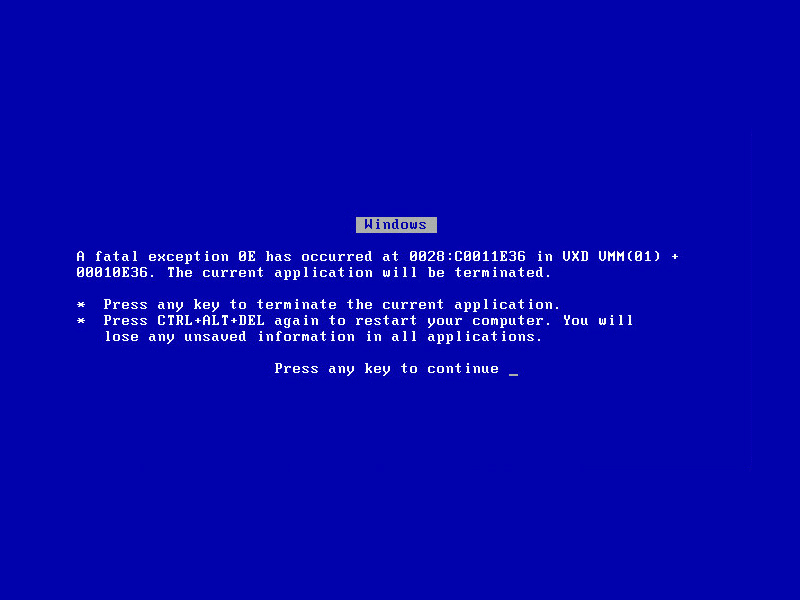 Windows
A fatal exception 0E has occurred at 0028:C0011E36 in VXD VMM(01) +
00010E36. The current application will be terminated.
* Press any key to terminate the current application.
* Press CTRL+ALT+DEL again to restart your computer. You will
lose any unsaved information in all applications.
Press any key to continue _